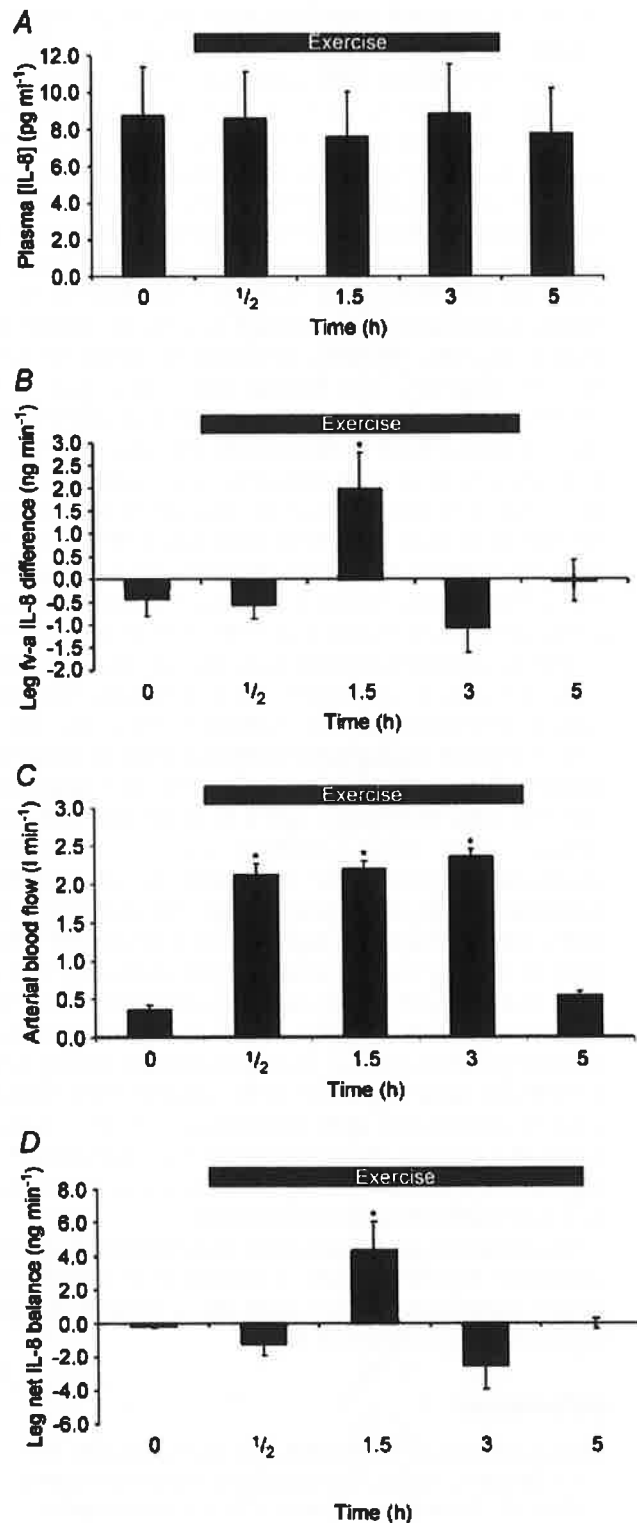 A
Exercise
12.0
10.0
8.0
6.0
4.0
2.0
0.0
Plasma [IL-8] (pg ml⁻¹)
0 ¹/₂ 1.5 3 5
Time (h)
B
Exercise
3.0
2.5
2.0
1.5
1.0
0.5
0.0
-0.5
-1.0
-1.5
-2.0
Leg fv-a IL-8 difference (ng min⁻¹)
*
0 ¹/₂ 1.5 3 5
Time (h)
C
Exercise
3.0
2.5
2.0
1.5
1.0
0.5
0.0
Arterial blood flow (l min⁻¹)
* * *
0 ¹/₂ 1.5 3 5
Time (h)
D
Exercise
8.0
6.0
4.0
2.0
0.0
-2.0
-4.0
-6.0
Leg net IL-8 balance (ng min⁻¹)
*
0 ¹/₂ 1.5 3 5
Time (h)